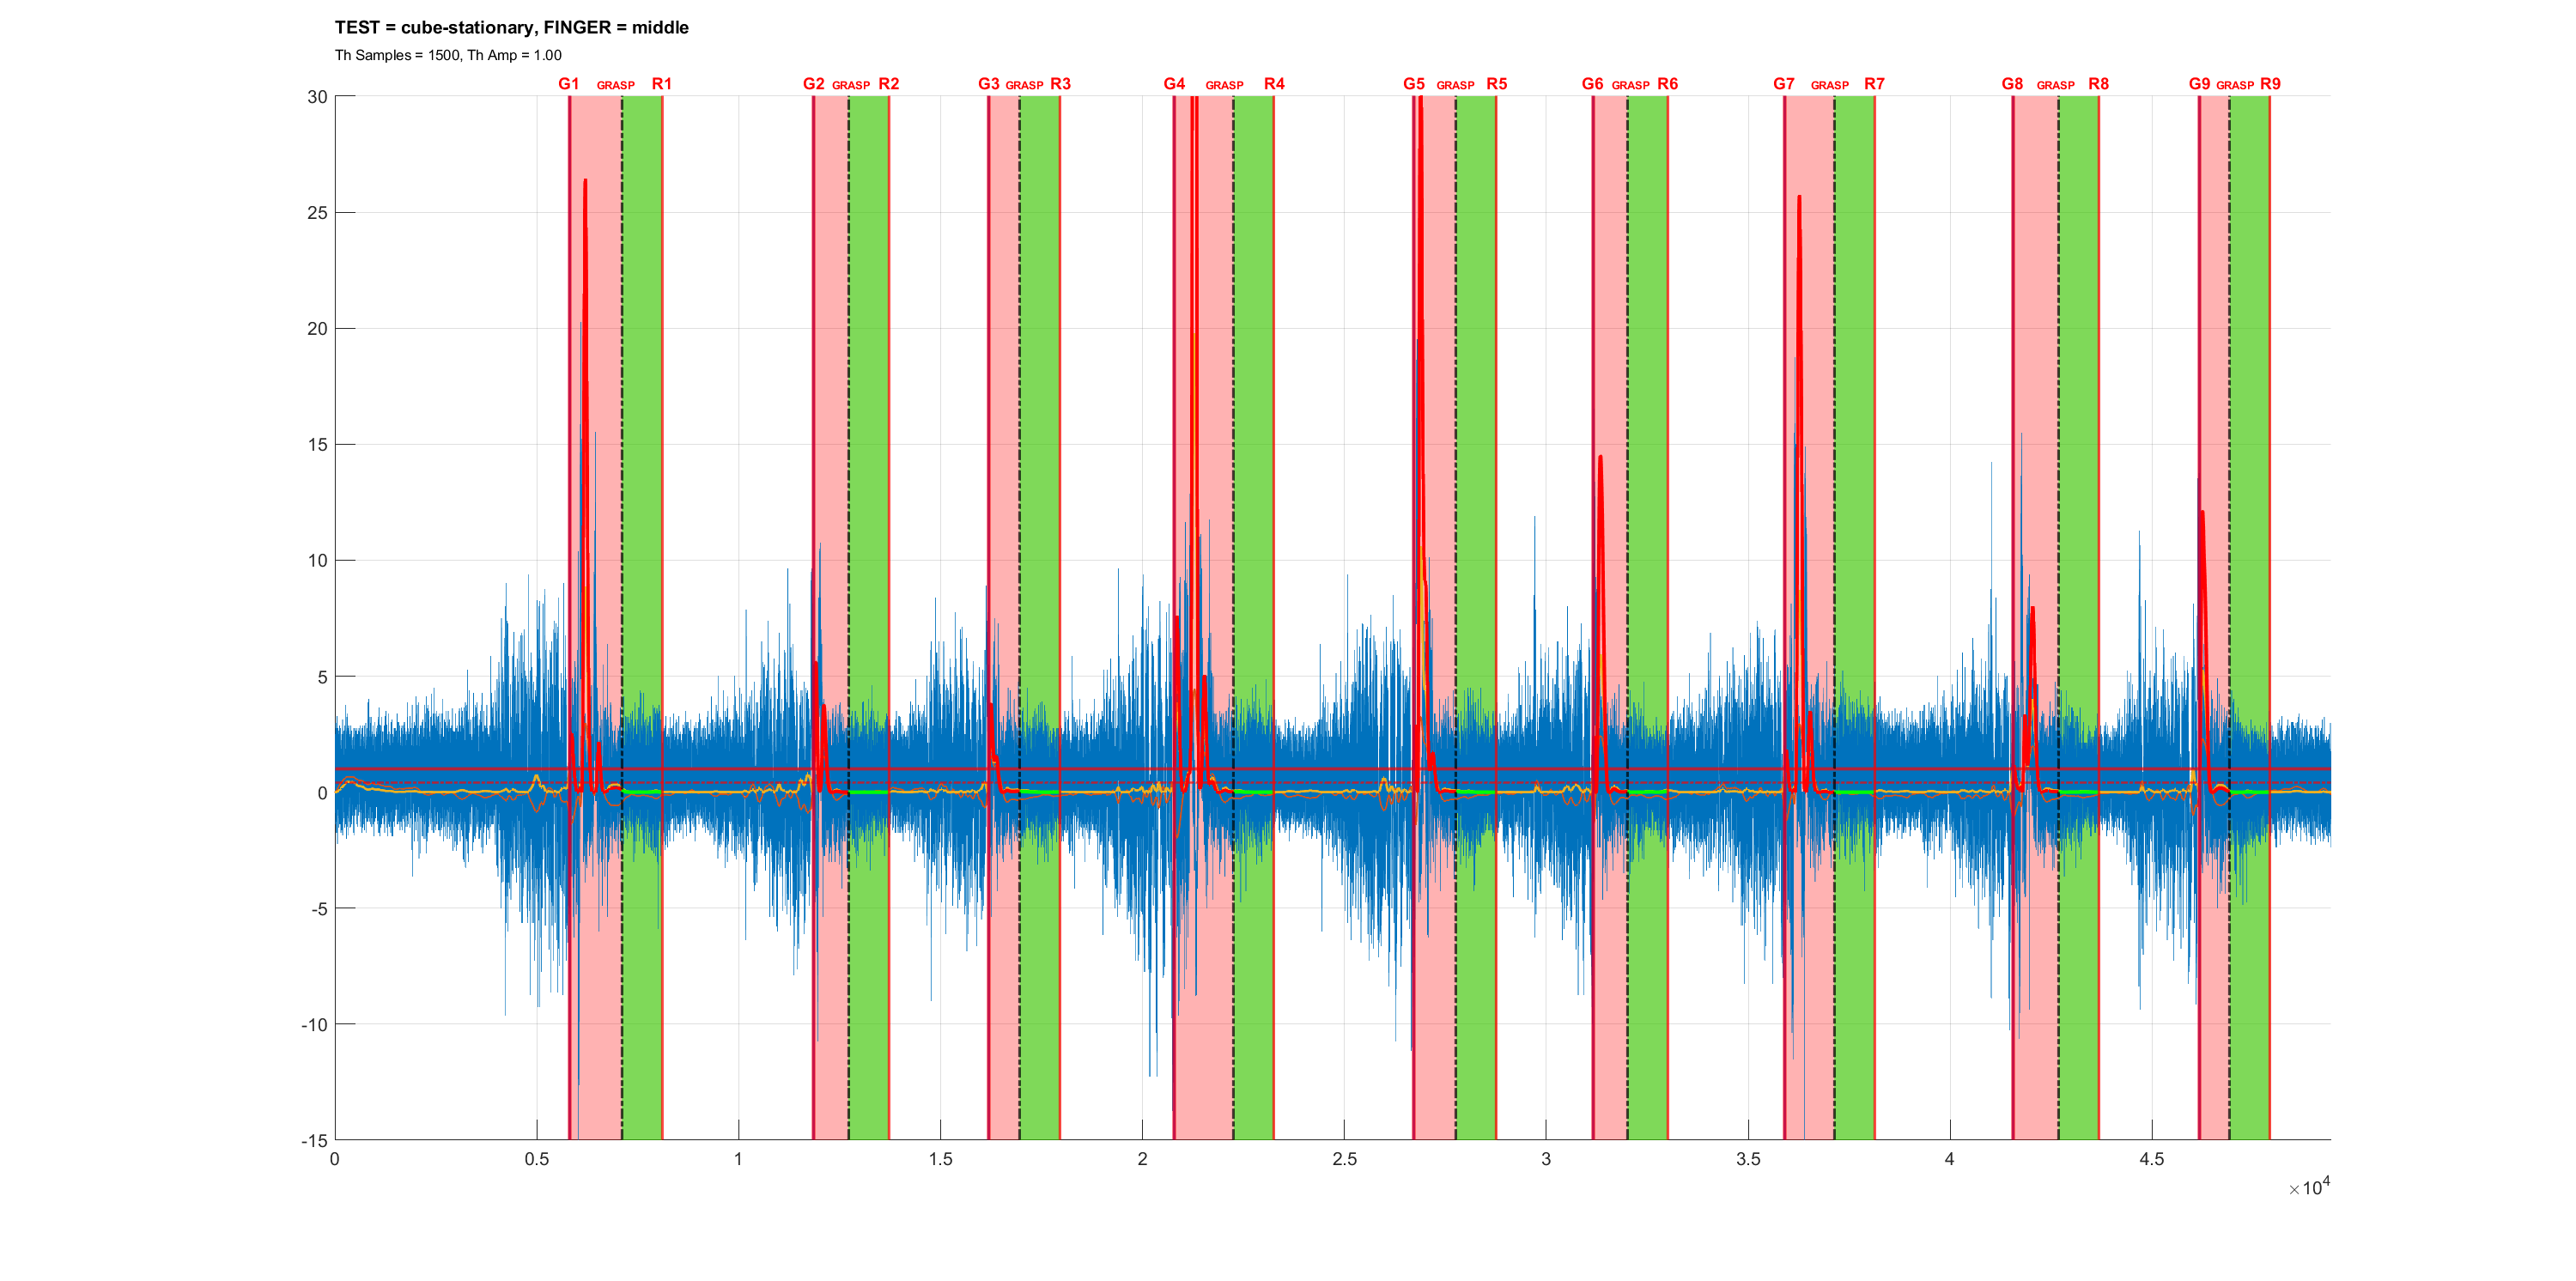 TEST = cube-stationary, FINGER = middle
Th Samples = 1500, Th Amp = 1.00
G1 GRASP R1 G2 GRASP R2 G3 GRASP R3 G4 GRASP R4 G5 GRASP R5 G6 GRASP R6 G7 GRASP R7 G8 GRASP R8 G9 GRASP R9
30
25
20
15
10
5
0
-5
-10
-15
0 0.5 1 1.5 2 2.5 3 3.5 4 4.5
×10⁴